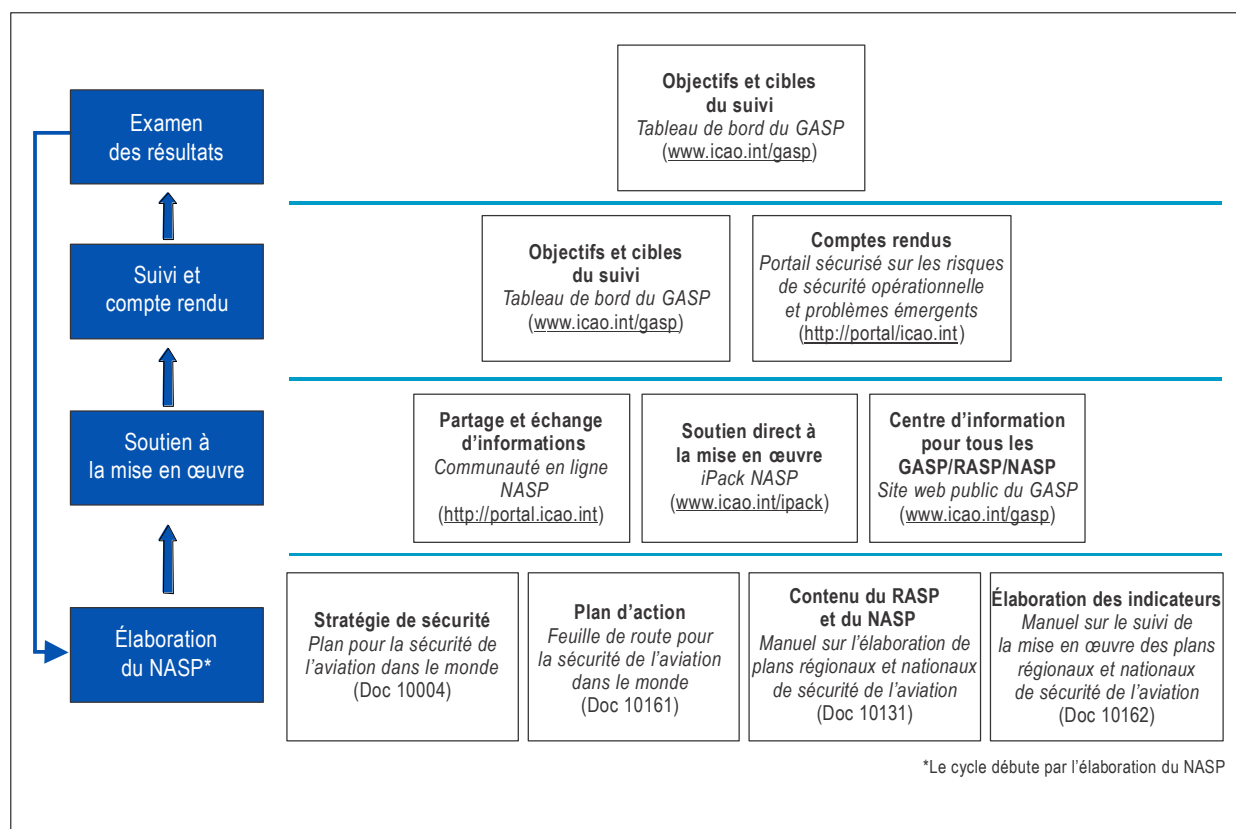 Examen
des résultats
Objectifs et cibles
du suivi
Tableau de bord du GASP
(www.icao.int/gasp)
Suivi et
compte rendu
Objectifs et cibles
du suivi
Tableau de bord du GASP
(www.icao.int/gasp)
Comptes rendus
Portail sécurisé sur les risques
de sécurité opérationnelle
et problèmes émergents
(http://portal/icao.int)
Soutien à
la mise en œuvre
Partage et échange
d’informations
Communauté en ligne
NASP
(http://portal.icao.int)
Soutien direct à
la mise en œuvre
iPack NASP
(www.icao.int/ipack)
Centre d’information
pour tous les
GASP/RASP/NASP
Site web public du GASP
(www.icao.int/gasp)
Élaboration
du NASP*
Stratégie de sécurité
Plan pour la sécurité de
l’aviation dans le monde
(Doc 10004)
Plan d’action
Feuille de route pour
la sécurité de l’aviation
dans le monde
(Doc 10161)
Contenu du RASP
et du NASP
Manuel sur l’élaboration de
plans régionaux et nationaux
de sécurité de l’aviation
(Doc 10131)
Élaboration des indicateurs
Manuel sur le suivi de
la mise en œuvre des plans
régionaux et nationaux
de sécurité de l’aviation
(Doc 10162)
*Le cycle débute par l’élaboration du NASP